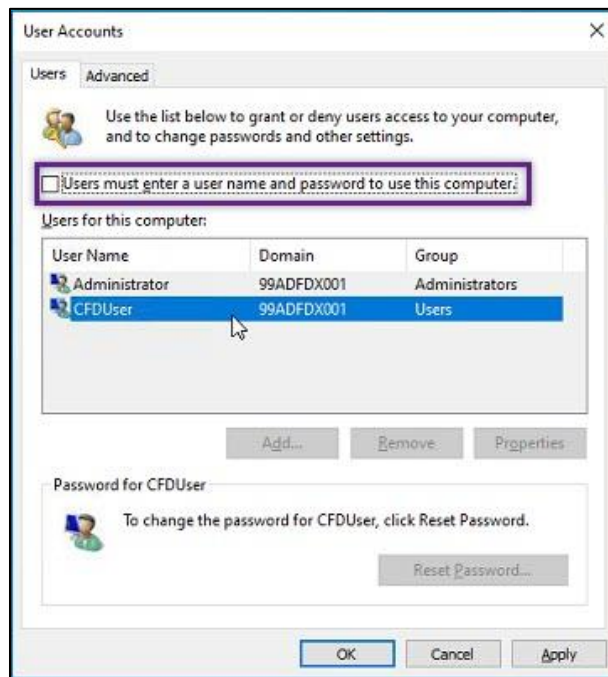 User Accounts
Users
Advanced
Use the list below to grant or deny users access to your computer,
and to change passwords and other settings.
Users must enter a user name and password to use this computer.
Users for this computer:
User Name Domain Group
Administrator 99ADFDX001 Administrators
CFDUser 99ADFDX001 Users
Add... Remove Properties
Password for CFDUser
To change the password for CFDUser, click Reset Password.
Reset Password...
OK Cancel Apply